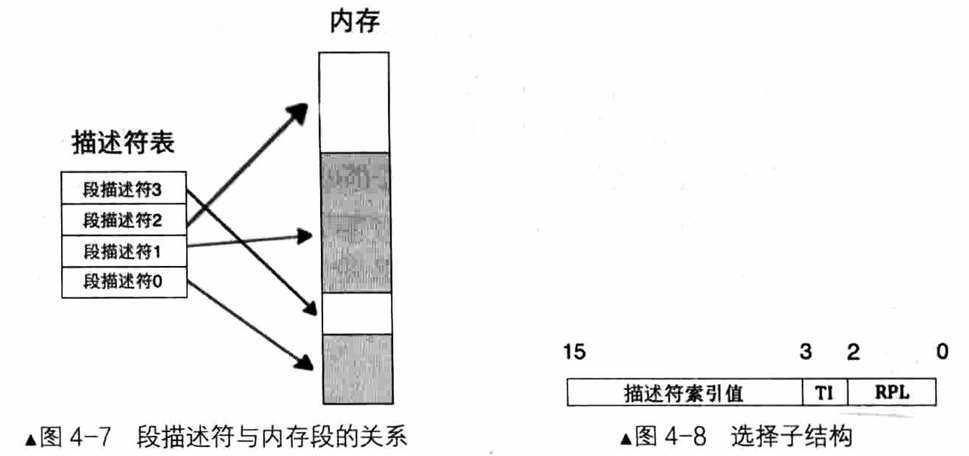 内存
描述符表
段描述符3
段描述符2
段描述符1
段描述符0
▲图 4-7 段描述符与内存段的关系
15 3 2 0
描述符索引值 TI RPL
▲图 4-8 选择子结构